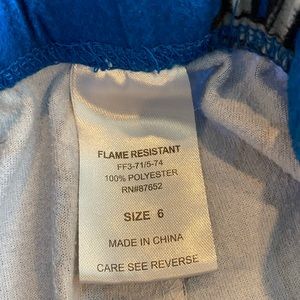 FLAME RESISTANT
FF3-71/5-74
100% POLYESTER
RN#87652
SIZE 6
MADE IN CHINA
CARE SEE REVERSE